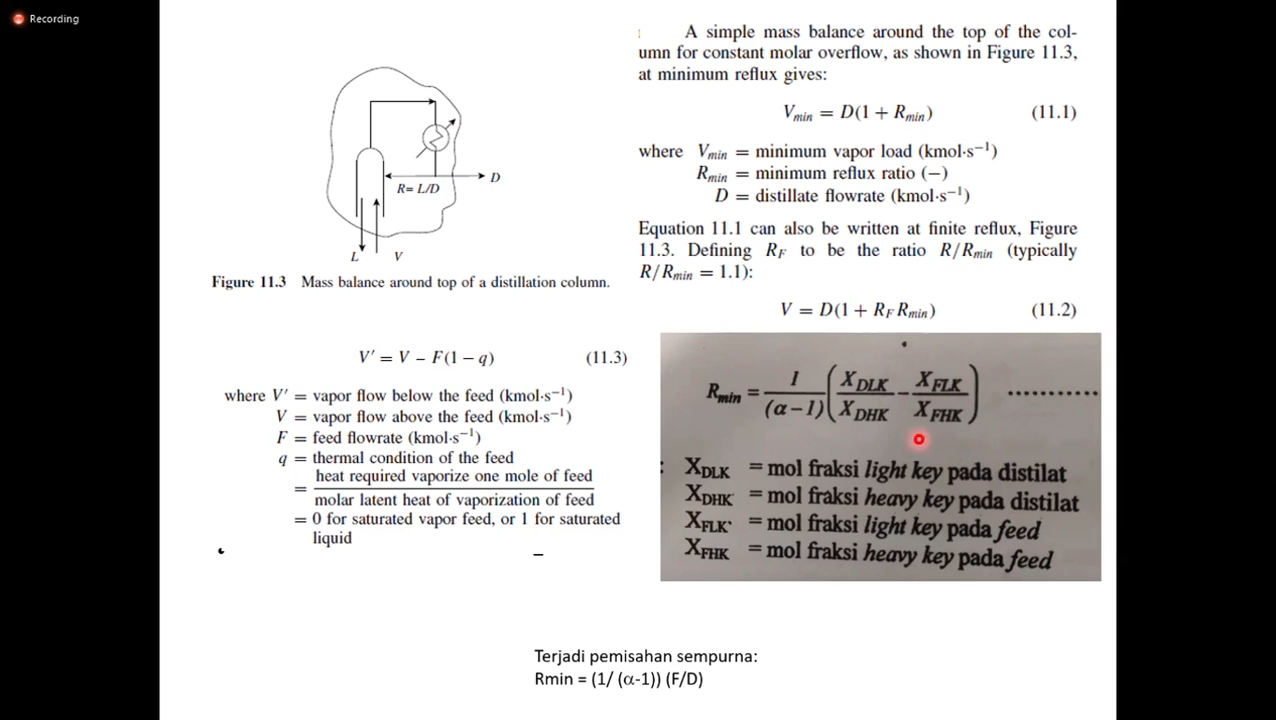 Recording
A simple mass balance around the top of the col-
umn for constant molar overflow, as shown in Figure 11.3,
at minimum reflux gives:
V_min = D(1 + R_min) (11.1)
where V_min = minimum vapor load (kmol·s⁻¹)
R_min = minimum reflux ratio (−)
D = distillate flowrate (kmol·s⁻¹)
Equation 11.1 can also be written at finite reflux, Figure
11.3. Defining R_F to be the ratio R/R_min (typically
R/R_min = 1.1):
V = D(1 + R_F R_min) (11.2)
D
R= L/D
L V
Figure 11.3 Mass balance around top of a distillation column.
V′ = V − F(1 − q) (11.3)
where V′ = vapor flow below the feed (kmol·s⁻¹)
V = vapor flow above the feed (kmol·s⁻¹)
F = feed flowrate (kmol·s⁻¹)
q = thermal condition of the feed
= heat required vaporize one mole of feed
molar latent heat of vaporization of feed
= 0 for saturated vapor feed, or 1 for saturated
liquid
R_min = 1/(α−1) (X_DLK/X_DHK − X_FLK/X_FHK) ............
: X_DLK = mol fraksi light key pada distilat
X_DHK = mol fraksi heavy key pada distilat
X_FLK = mol fraksi light key pada feed
X_FHK = mol fraksi heavy key pada feed
Terjadi pemisahan sempurna:
Rmin = (1/ (α-1)) (F/D)